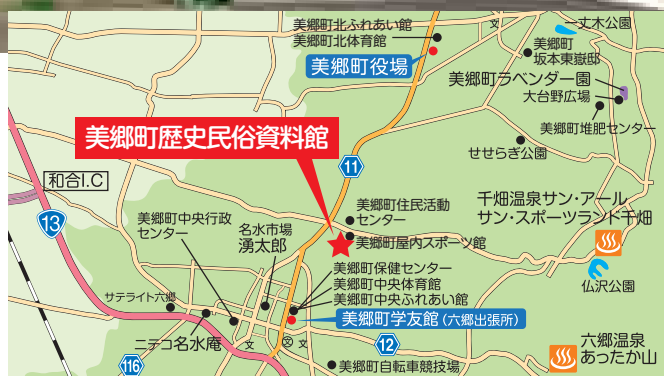 美郷町北ふれあい館
美郷町北体育館
文
一丈木公園
美郷町
坂本東嶽邸
美郷町役場
美郷町ラベンダー園
大台野広場
美郷町堆肥センター
美郷町歴史民俗資料館
せせらぎ公園
11
和合I.C
13
美郷町中央行政
センター
名水市場
湧太郎
美郷町住民活動
センター
美郷町屋内スポーツ館
千畑温泉サン・アール
サン・スポーツランド千畑
仏沢公園
美郷町保健センター
美郷町中央体育館
美郷町中央ふれあい館
サテライト六郷
美郷町学友館（六郷出張所）
ニテコ名水庵
文
文
文
12
六郷温泉
あったか山
116
美郷町自転車競技場